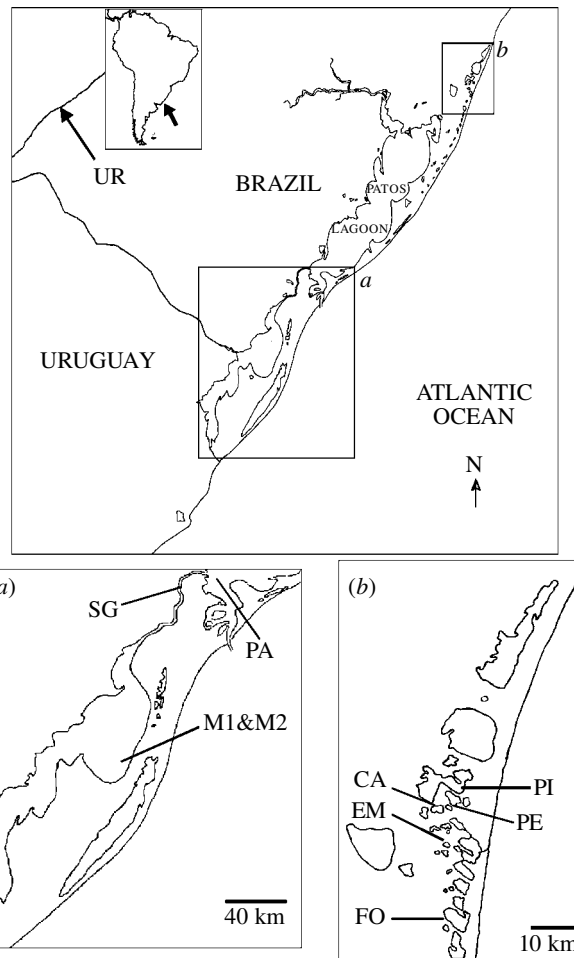 b
UR
BRAZIL
PATOS
LAGOON
a
URUGUAY
ATLANTIC
OCEAN
N
a)
SG
PA
M1&M2
40 km
(b)
CA
PI
EM
PE
FO
10 km